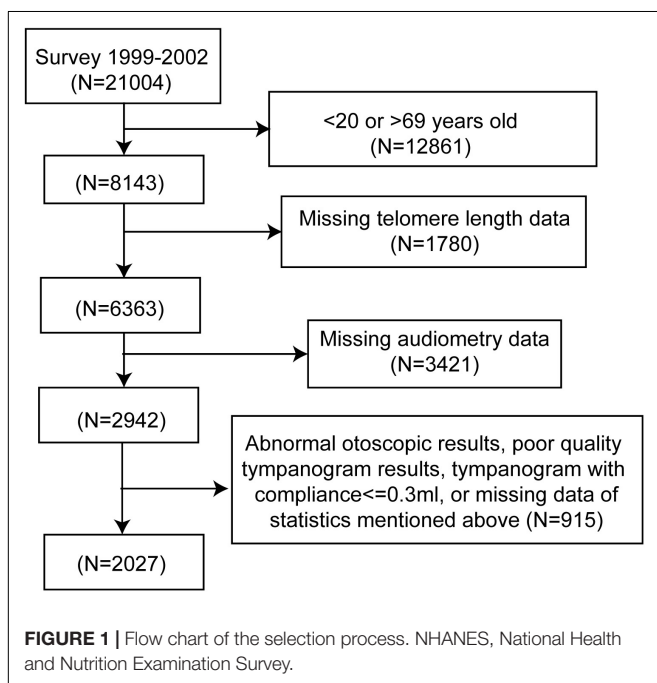 Survey 1999-2002
(N=21004)
<20 or >69 years old
(N=12861)
(N=8143)
Missing telomere length data
(N=1780)
(N=6363)
Missing audiometry data
(N=3421)
(N=2942)
Abnormal otoscopic results, poor quality
tympanogram results, tympanogram with
compliance<=0.3ml, or missing data of
statistics mentioned above (N=915)
(N=2027)
FIGURE 1 | Flow chart of the selection process. NHANES, National Health
and Nutrition Examination Survey.